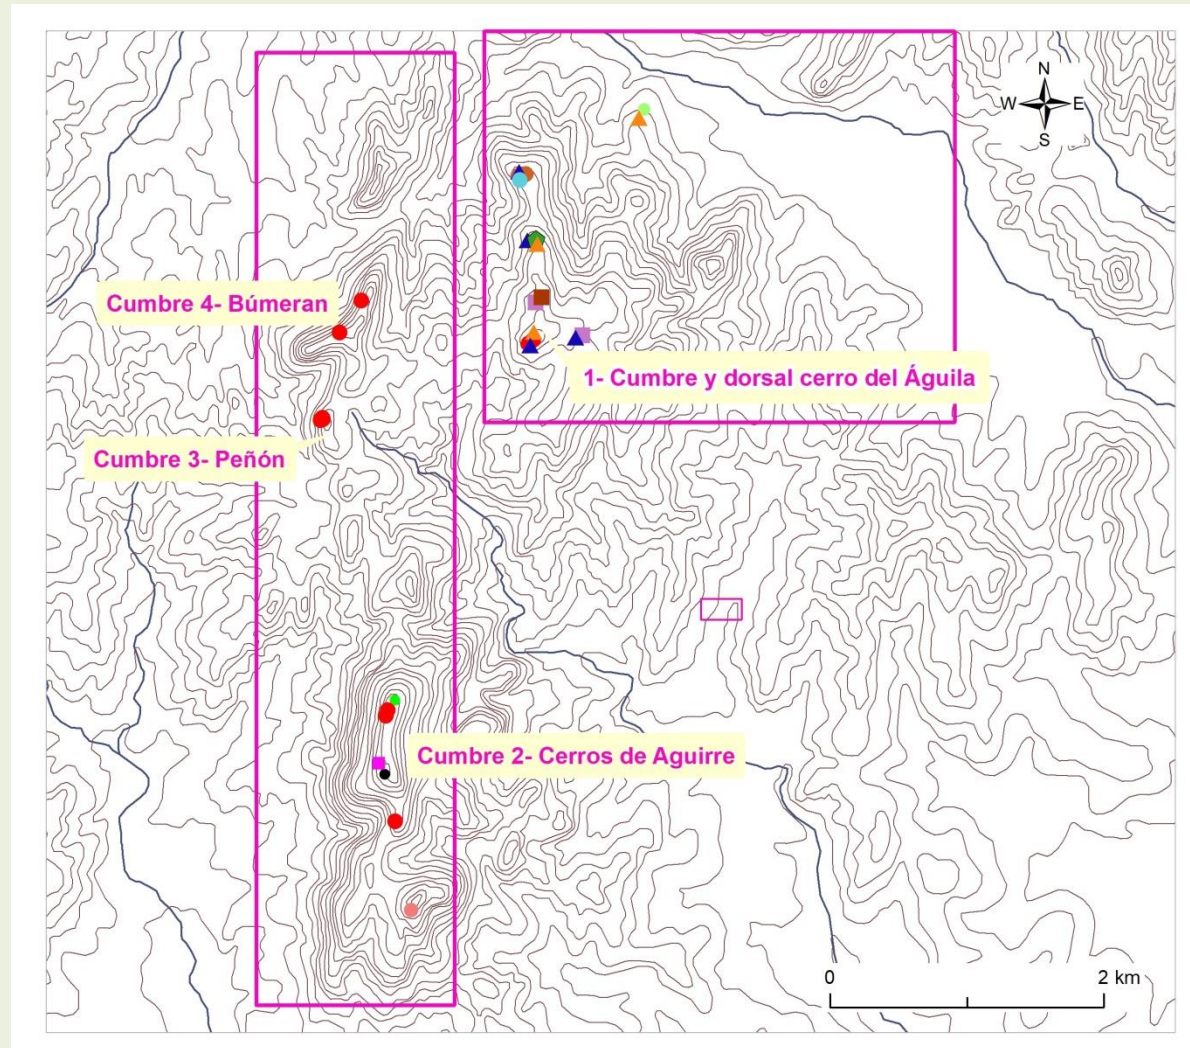 N
W E
S
Cumbre 4- Búmeran
1- Cumbre y dorsal cerro del Águila
Cumbre 3- Peñón
Cumbre 2- Cerros de Aguirre
0 2 km